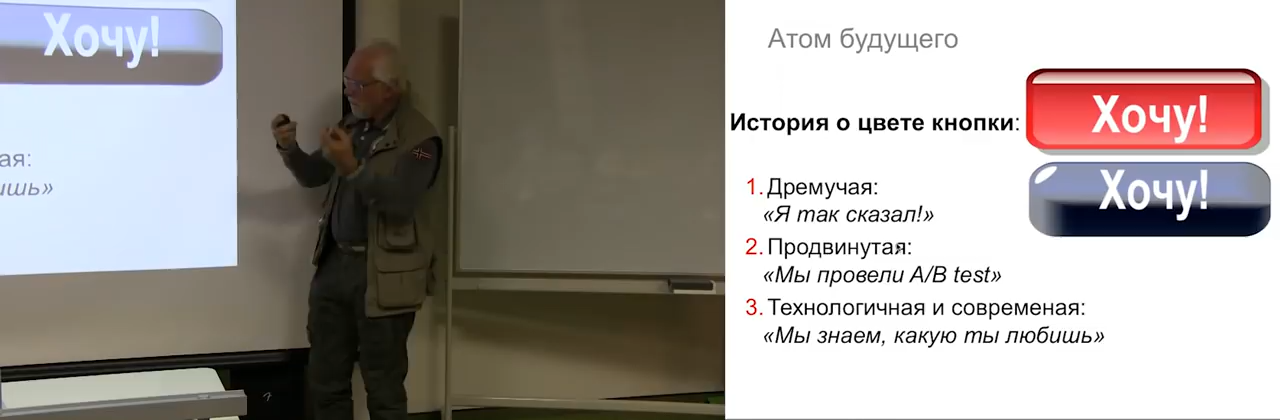 Хочу!
ая:
ишь»
Атом будущего
История о цвете кнопки:
Хочу!
Хочу!
1. Дремучая:
«Я так сказал!»
2. Продвинутая:
«Мы провели A/B test»
3. Технологичная и современая:
«Мы знаем, какую ты любишь»